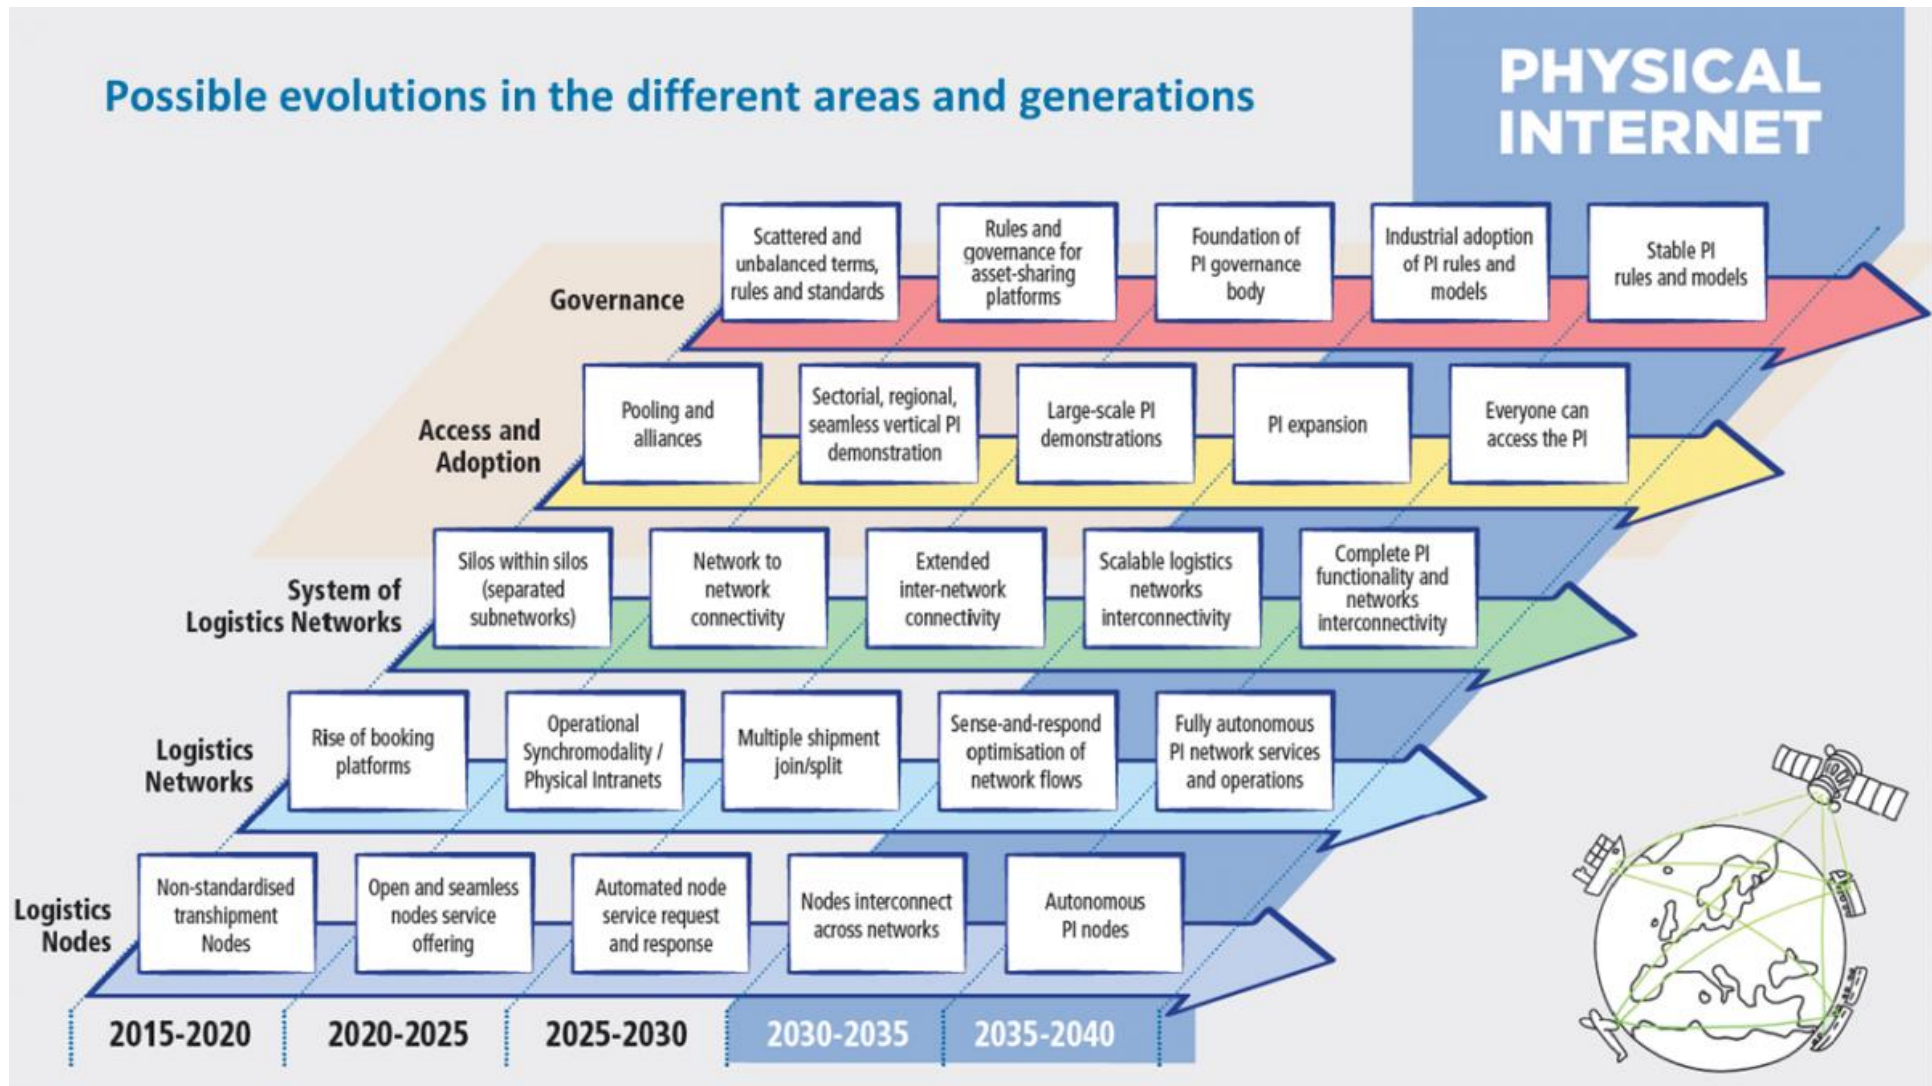 Possible evolutions in the different areas and generations
PHYSICAL
INTERNET
Governance
Scattered and
unbalanced terms,
rules and standards
Rules and
governance for
asset-sharing
platforms
Foundation of
PI governance
body
Industrial adoption
of PI rules and
models
Stable PI
rules and models
Access and
Adoption
Pooling and
alliances
Sectorial, regional,
seamless vertical PI
demonstration
Large-scale PI
demonstrations
PI expansion
Everyone can
access the PI
System of
Logistics Networks
Silos within silos
(separated
subnetworks)
Network to
network
connectivity
Extended
inter-network
connectivity
Scalable logistics
networks
interconnectivity
Complete PI
functionality and
networks
interconnectivity
Logistics
Networks
Rise of booking
platforms
Operational
Synchromodality /
Physical Intranets
Multiple shipment
join/split
Sense-and-respond
optimisation of
network flows
Fully autonomous
PI network services
and operations
Logistics
Nodes
Non-standardised
transhipment
Nodes
Open and seamless
nodes service
offering
Automated node
service request
and response
Nodes interconnect
across networks
Autonomous
PI nodes
2015-2020
2020-2025
2025-2030
2030-2035
2035-2040